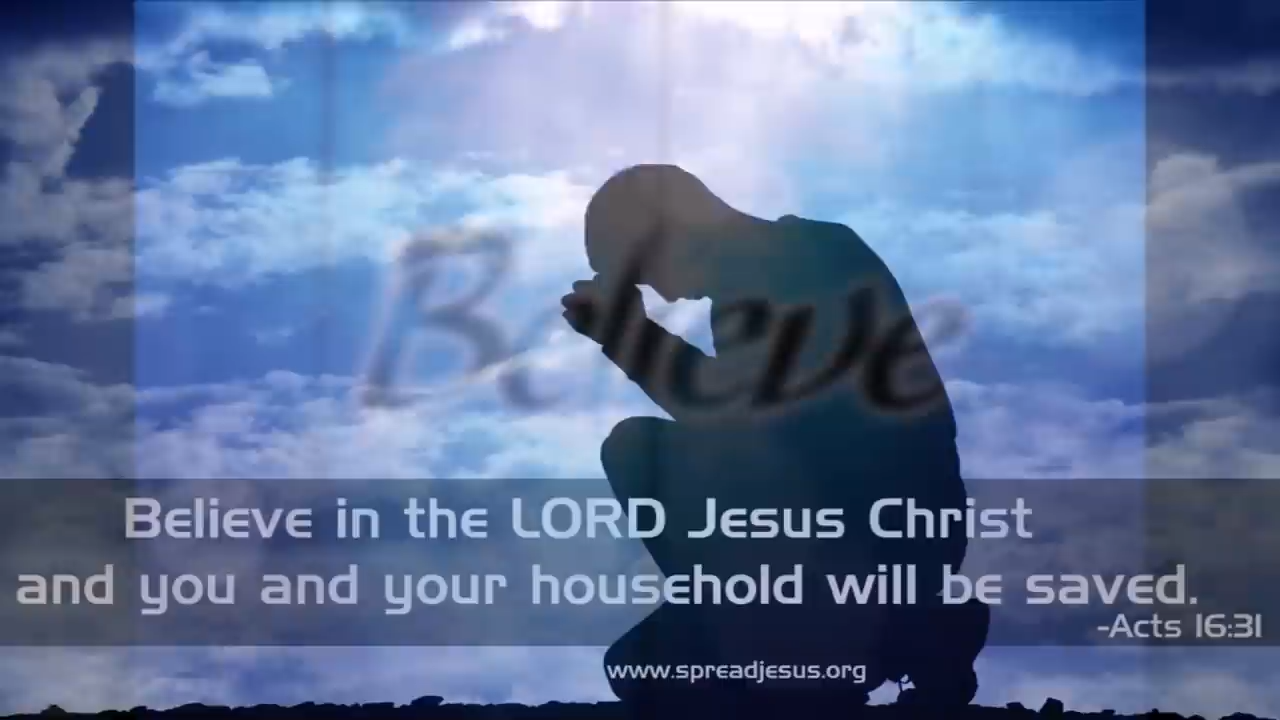 Believe
Believe in the LORD Jesus Christ
and you and your household will be saved.
-Acts 16:31
www.spreadjesus.org